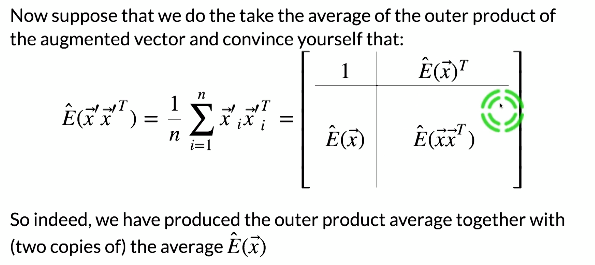 Now suppose that we do the take the average of the outer product of
the augmented vector and convince yourself that:
$\hat{E}(\vec{x}'\vec{x}'^T) = \frac{1}{n} \sum_{i=1}^{n} \vec{x}'_i \vec{x}'^T_i = \left[\begin{array}{c|c} 1 & \hat{E}(\vec{x})^T \\ \hline \hat{E}(\vec{x}) & \hat{E}(\vec{x}\vec{x}^T) \end{array}\right]$
So indeed, we have produced the outer product average together with
(two copies of) the average $\hat{E}(\vec{x})$